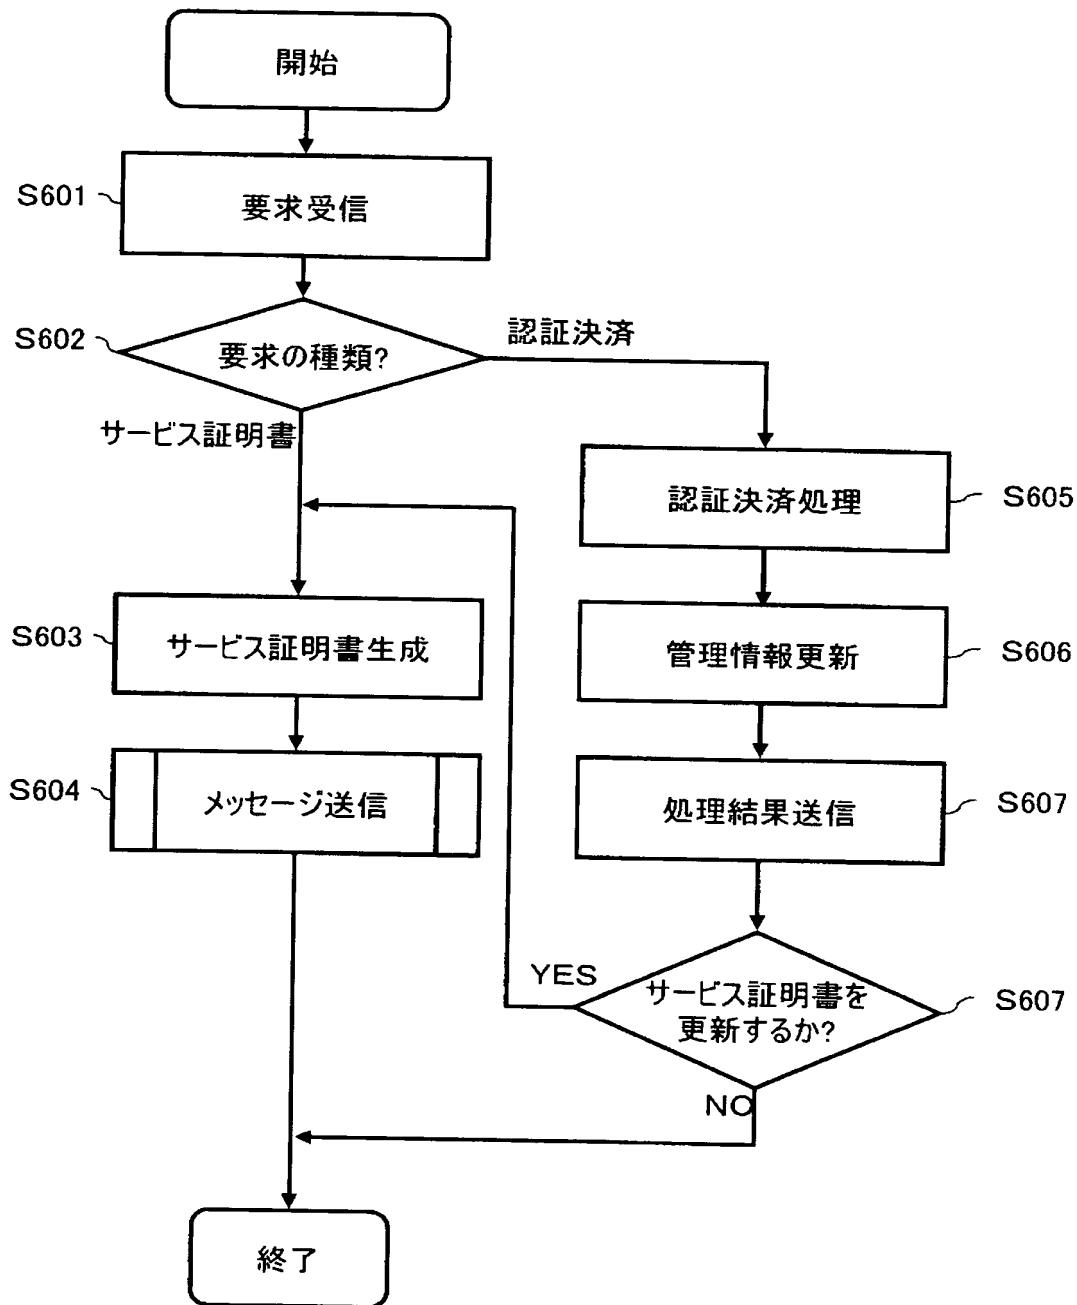 開始
S601
要求受信
S602
要求の種類?
認証決済
サービス証明書
認証決済処理
S605
S603
サービス証明書生成
管理情報更新
S606
S604
メッセージ送信
処理結果送信
S607
YES
サービス証明書を
更新するか?
S607
NO
終了